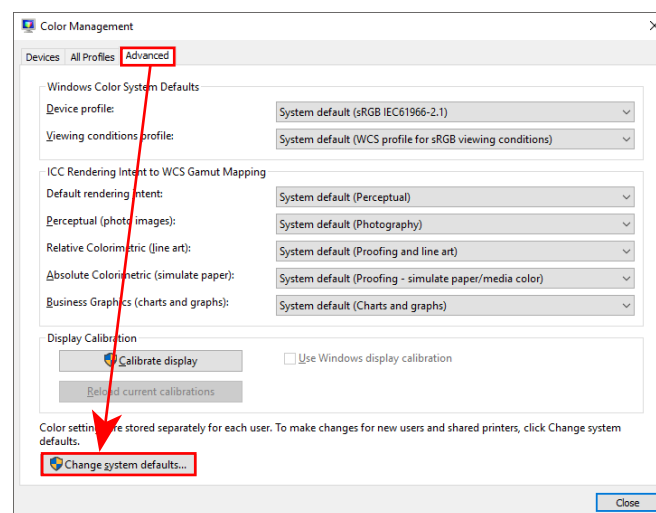 Color Management
Devices All Profiles Advanced
Windows Color System Defaults
Device profile: System default (sRGB IEC61966-2.1)
Viewing conditions profile: System default (WCS profile for sRGB viewing conditions)
ICC Rendering Intent to WCS Gamut Mapping
Default rendering intent: System default (Perceptual)
Perceptual (photo images): System default (Photography)
Relative Colorimetric (line art): System default (Proofing and line art)
Absolute Colorimetric (simulate paper): System default (Proofing - simulate paper/media color)
Business Graphics (charts and graphs): System default (Charts and graphs)
Display Calibration
Calibrate display Use Windows display calibration
Reload current calibrations
Color settings are stored separately for each user. To make changes for new users and shared printers, click Change system
defaults.
Change system defaults...
Close